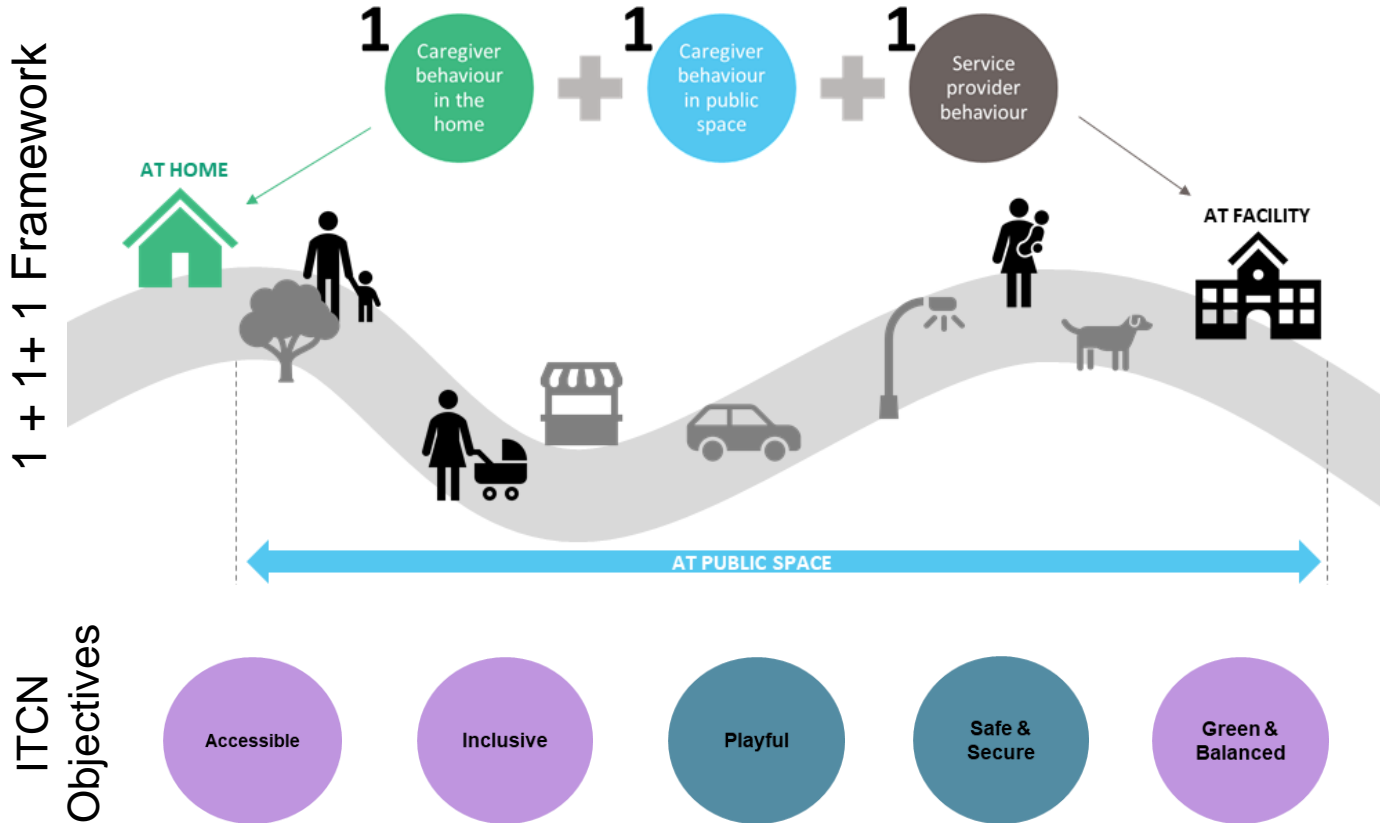 1 + 1+ 1 Framework
1
Caregiver
behaviour
in the
home
1
Caregiver
behaviour
in public
space
1
Service
provider
behaviour
AT HOME
AT FACILITY
AT PUBLIC SPACE
ITCN
Objectives
Accessible
Inclusive
Playful
Safe &
Secure
Green &
Balanced